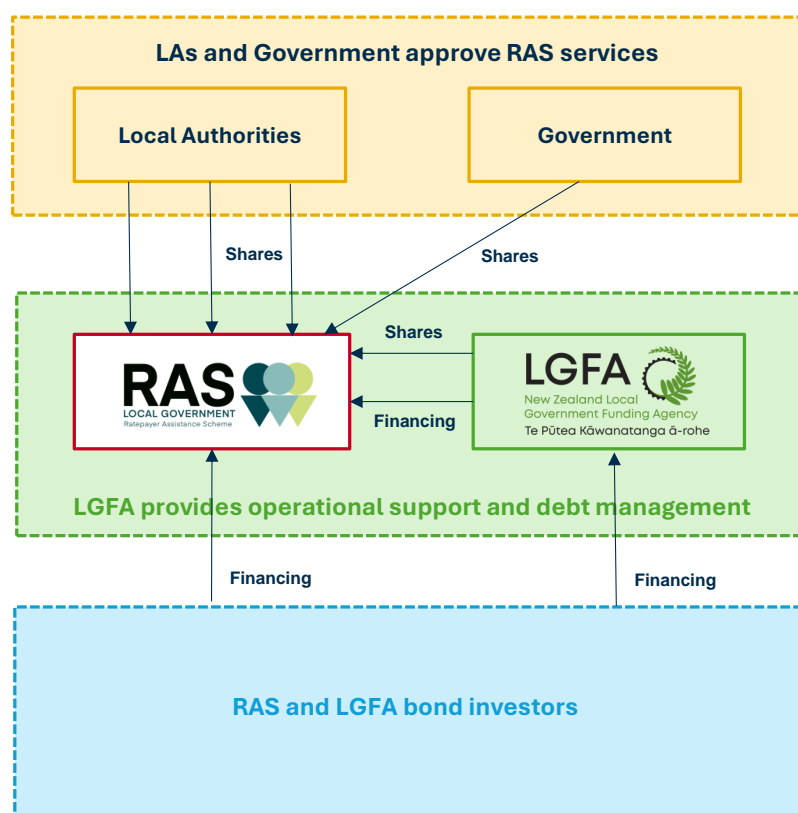 LAs and Government approve RAS services
Local Authorities
Government
Shares
Shares
Shares
RAS
LOCAL GOVERNMENT
Ratepayer Assistance Scheme
Financing
LGFA
New Zealand Local
Government Funding Agency
Te Pūtea Kāwanatanga ā-rohe
LGFA provides operational support and debt management
Financing
Financing
RAS and LGFA bond investors